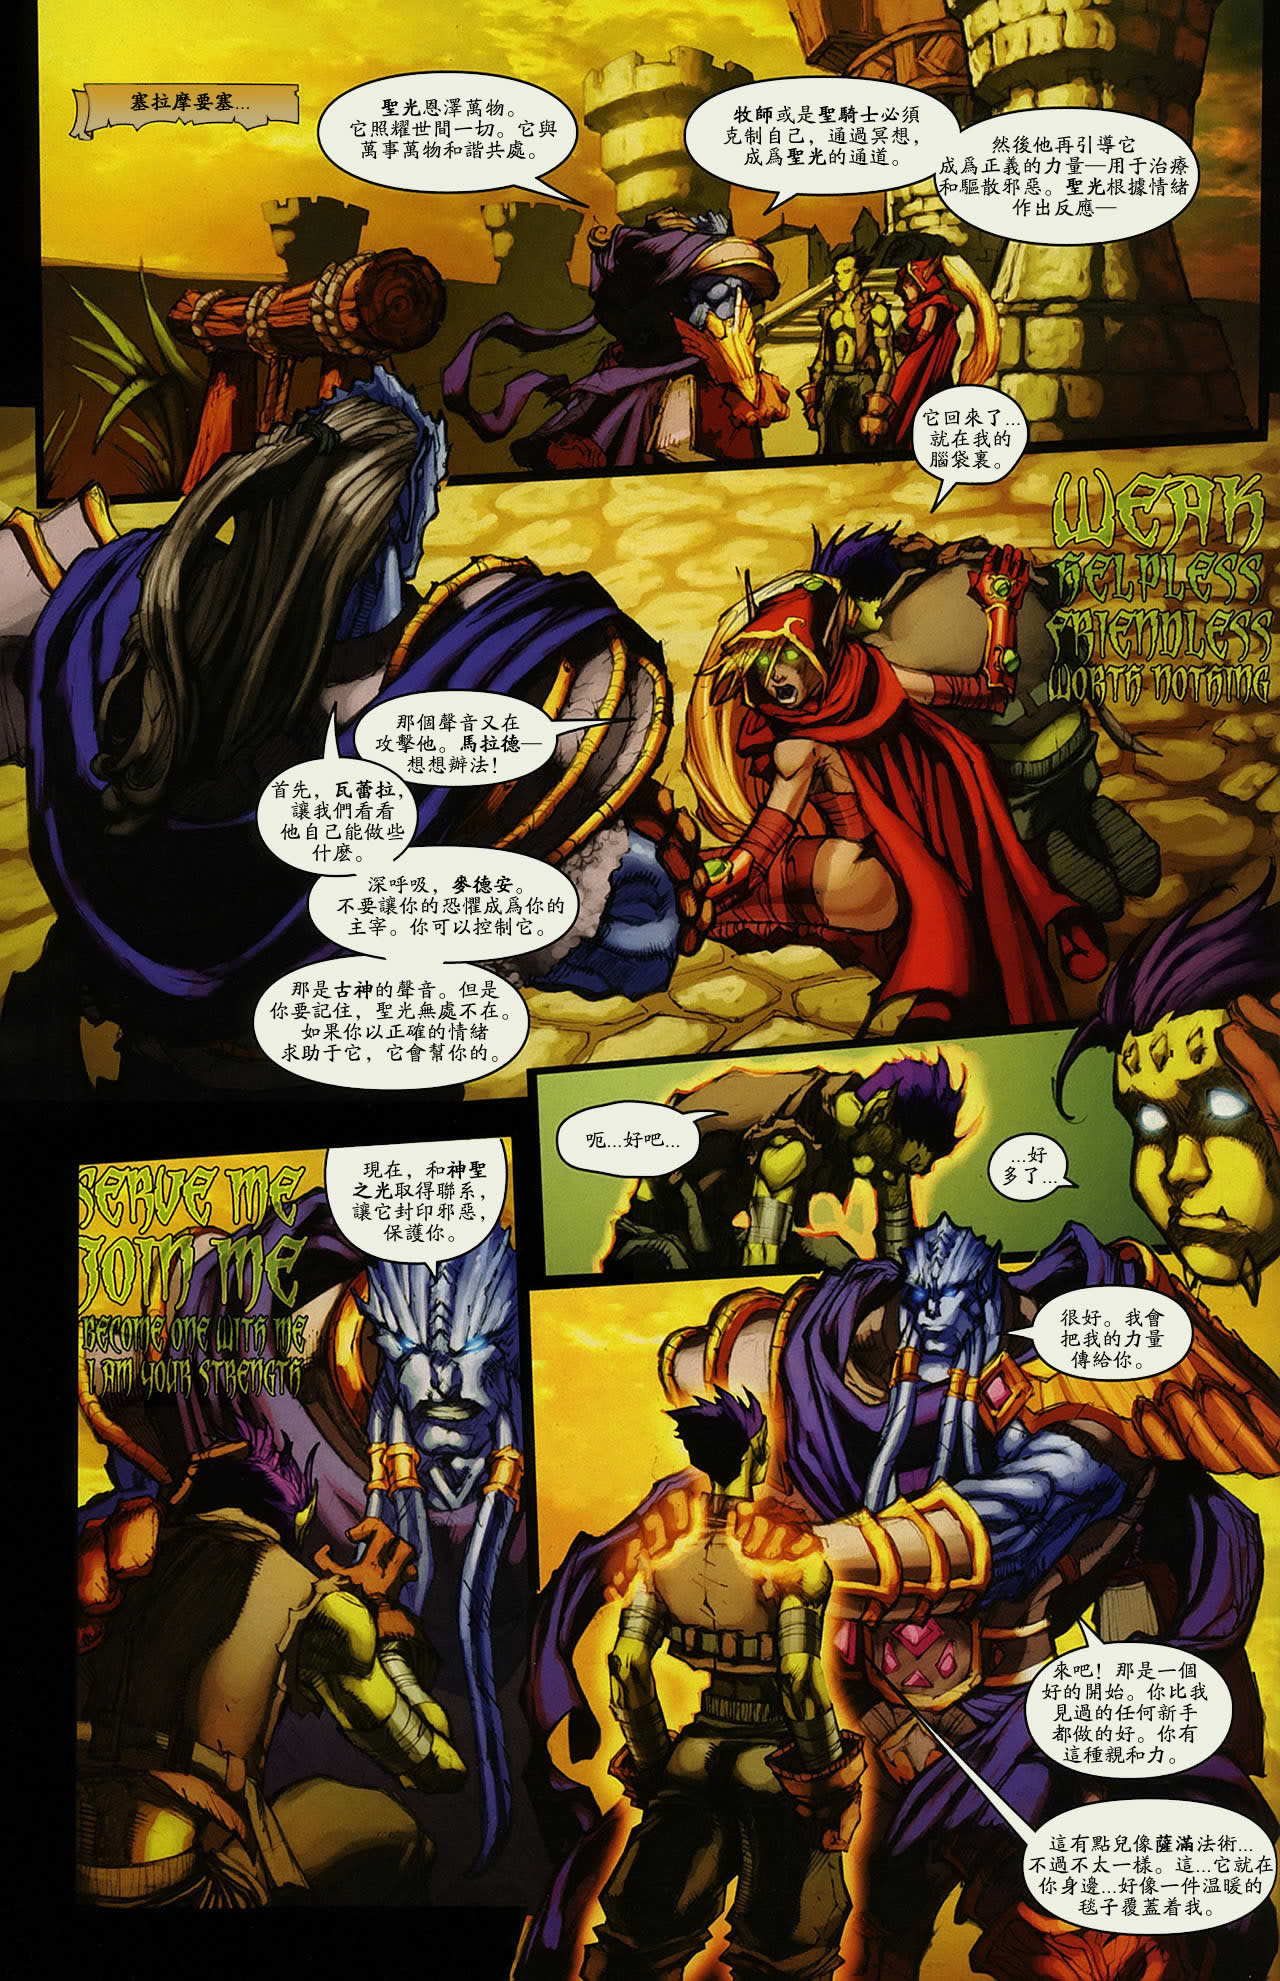 塞拉摩要塞...
聖光恩澤萬物。
它照耀世間一切。它與
萬事萬物和諧共處。
牧師或是聖騎士必須
克制自己，通過冥想，
成爲聖光的通道。
然後他再引導它
成爲正義的力量—用于治療
和驅散邪惡。聖光根據情緒
作出反應—
它回來了...
就在我的
腦袋裏。
WEAK
HELPLESS
FRIENDLESS
WORTH NOTHING
那個聲音又在
攻擊他。馬拉德—
想想辦法!
首先，瓦蕾拉，
讓我們看看
他自己能做些
什麽。
深呼吸，麥德安。
不要讓你的恐懼成爲你的
主宰。你可以控制它。
那是古神的聲音。但是
你要記住，聖光無處不在。
如果你以正確的情緒
求助于它，它會幫你的。
呃...好吧...
...好
多了...
SERVE ME
JOIN ME
BECOME ONE WITH ME
I AM YOUR STRENGTH
現在，和神聖
之光取得聯系，
讓它封印邪惡，
保護你。
很好。我會
把我的力量
傳給你。
來吧! 那是一個
好的開始。你比我
見過的任何新手
都做的好。你有
這種親和力。
這有點兒像薩滿法術...
不過不太一樣。這...它就在
你身邊...好像一件温暖的
毯子覆蓋着我。